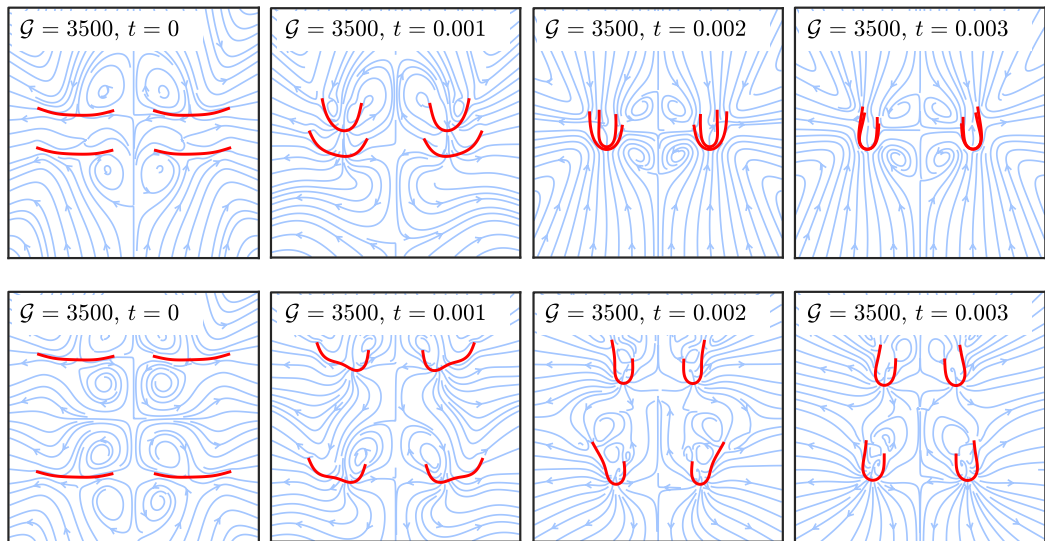 𝒢 = 3500, t = 0
𝒢 = 3500, t = 0.001
𝒢 = 3500, t = 0.002
𝒢 = 3500, t = 0.003
𝒢 = 3500, t = 0
𝒢 = 3500, t = 0.001
𝒢 = 3500, t = 0.002
𝒢 = 3500, t = 0.003